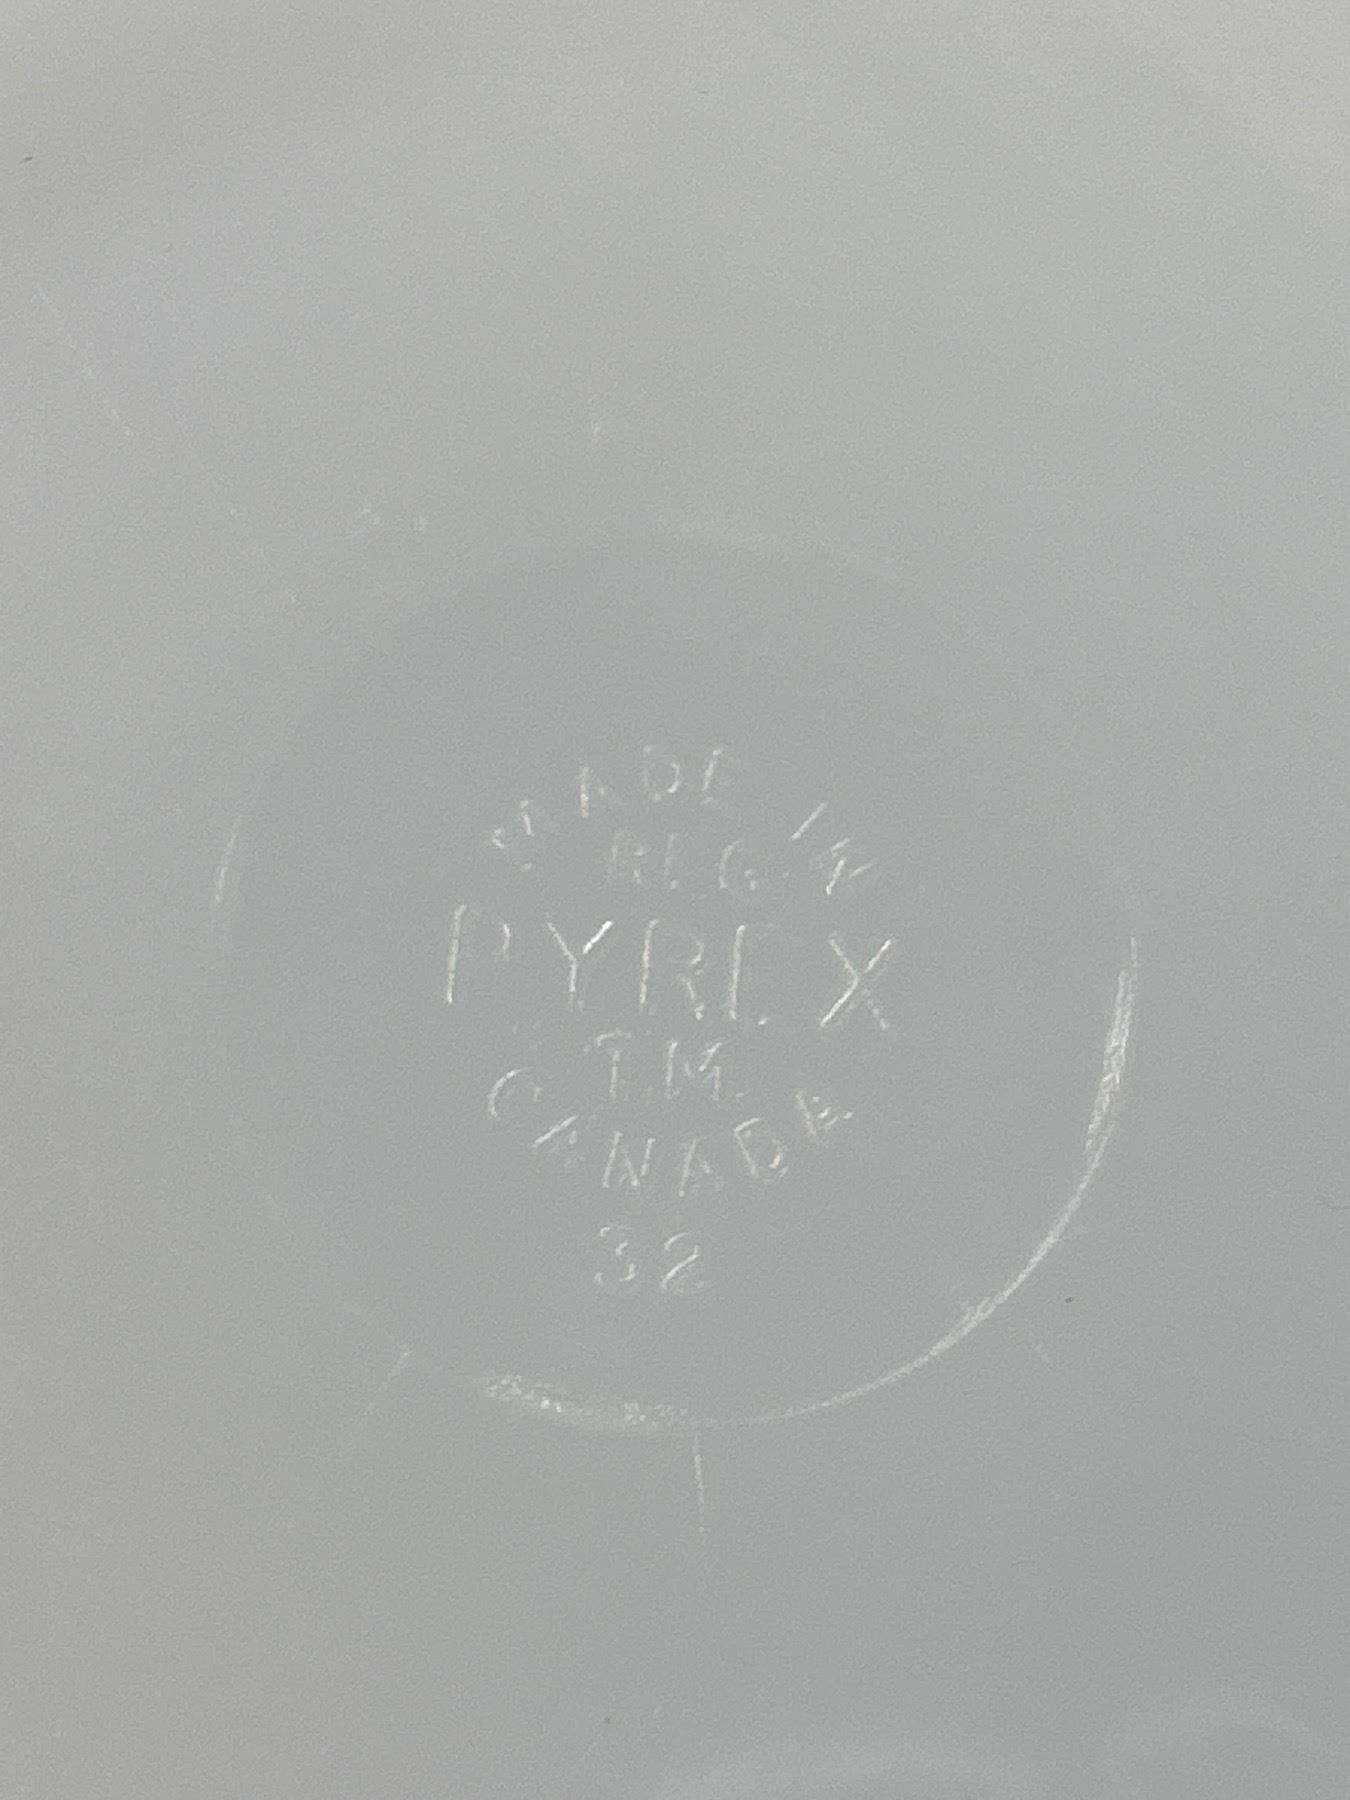 MADE IN
REG.
PYREX
T.M.
CANADA
32